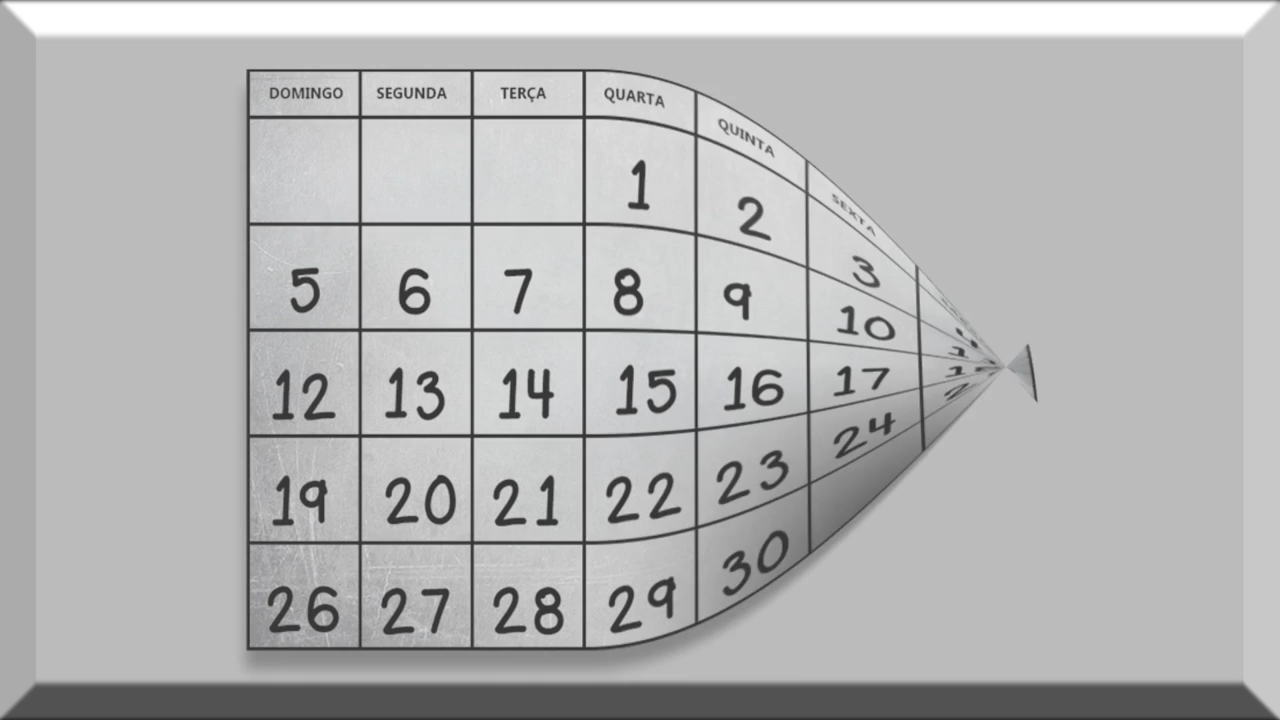 DOMINGO SEGUNDA TERÇA QUARTA QUINTA SEXTA
1 2 3
5 6 7 8 9 10
12 13 14 15 16 17
19 20 21 22 23 24
26 27 28 29 30